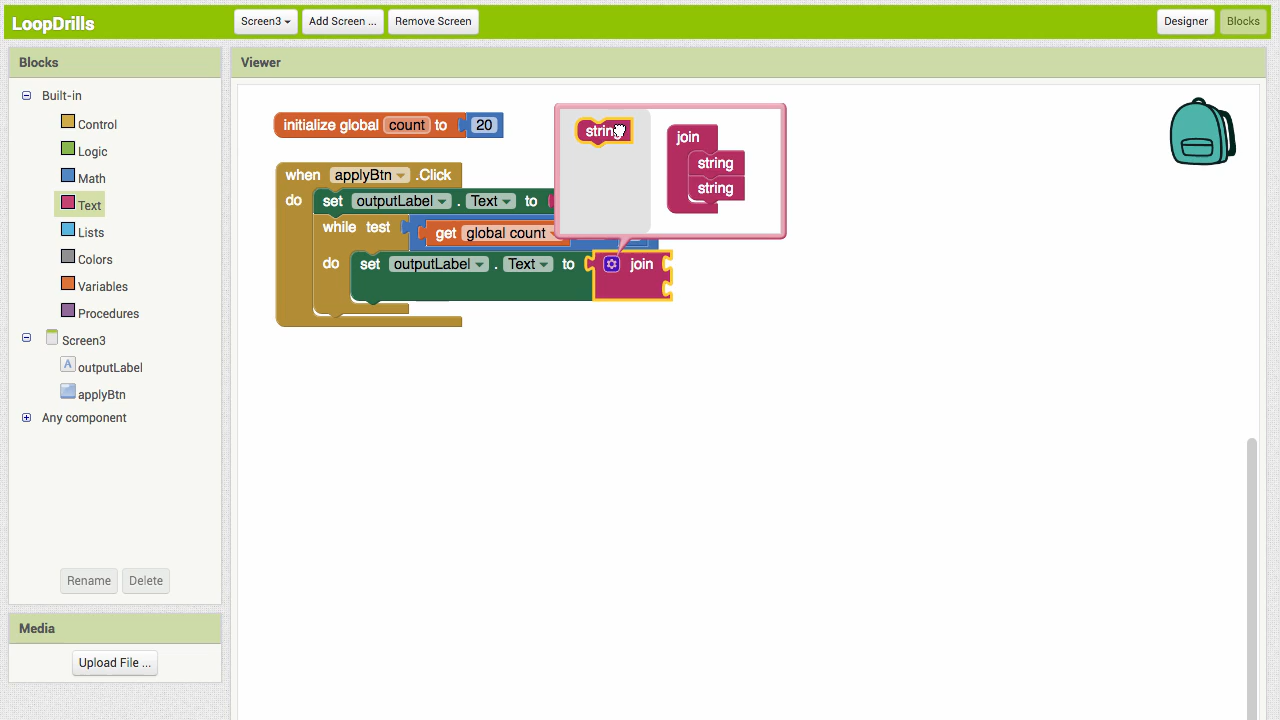 LoopDrills
Screen3
Add Screen ...
Remove Screen
Designer
Blocks
Blocks
Built-in
Control
Logic
Math
Text
Lists
Colors
Variables
Procedures
Screen3
outputLabel
applyBtn
Any component
Rename
Delete
Media
Upload File ...
Viewer
initialize global count to 20
when applyBtn .Click
do set outputLabel . Text to
while test get global count
do set outputLabel . Text to join
string
join
string
string